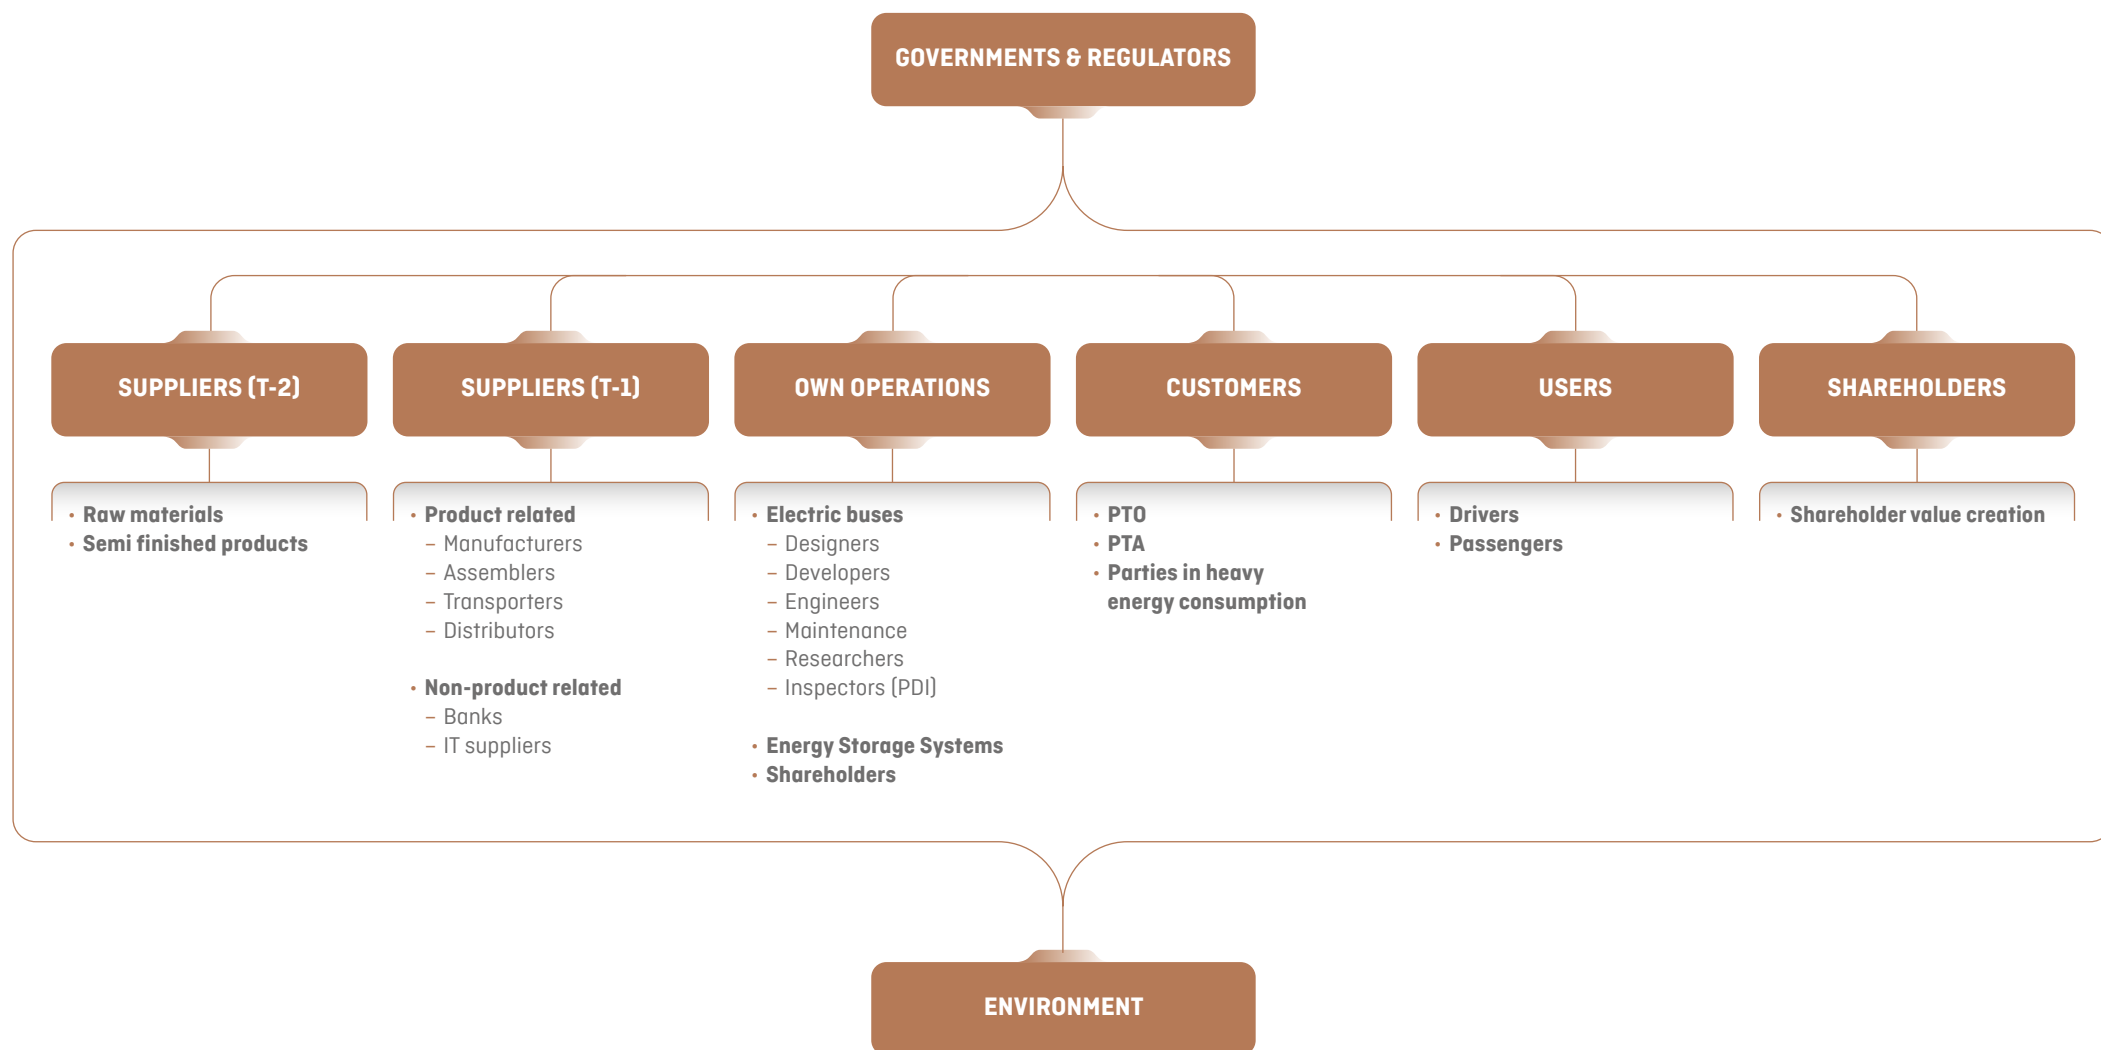 GOVERNMENTS & REGULATORS
SUPPLIERS (T-2)
• Raw materials
• Semi finished products
SUPPLIERS (T-1)
• Product related
– Manufacturers
– Assemblers
– Transporters
– Distributors
• Non-product related
– Banks
– IT suppliers
OWN OPERATIONS
• Electric buses
– Designers
– Developers
– Engineers
– Maintenance
– Researchers
– Inspectors (PDI)
• Energy Storage Systems
• Shareholders
CUSTOMERS
• PTO
• PTA
• Parties in heavy
energy consumption
USERS
• Drivers
• Passengers
SHAREHOLDERS
• Shareholder value creation
ENVIRONMENT